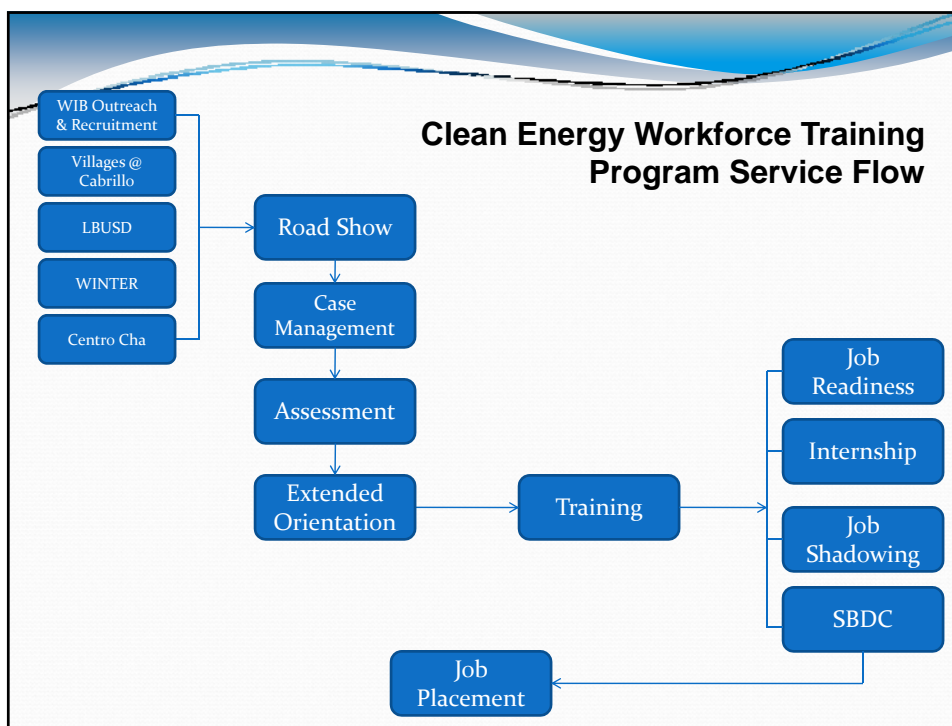 Clean Energy Workforce Training
Program Service Flow
WIB Outreach
& Recruitment
Villages @
Cabrillo
LBUSD
WINTER
Centro Cha
Road Show
Case
Management
Assessment
Extended
Orientation
Training
Job
Readiness
Internship
Job
Shadowing
SBDC
Job
Placement